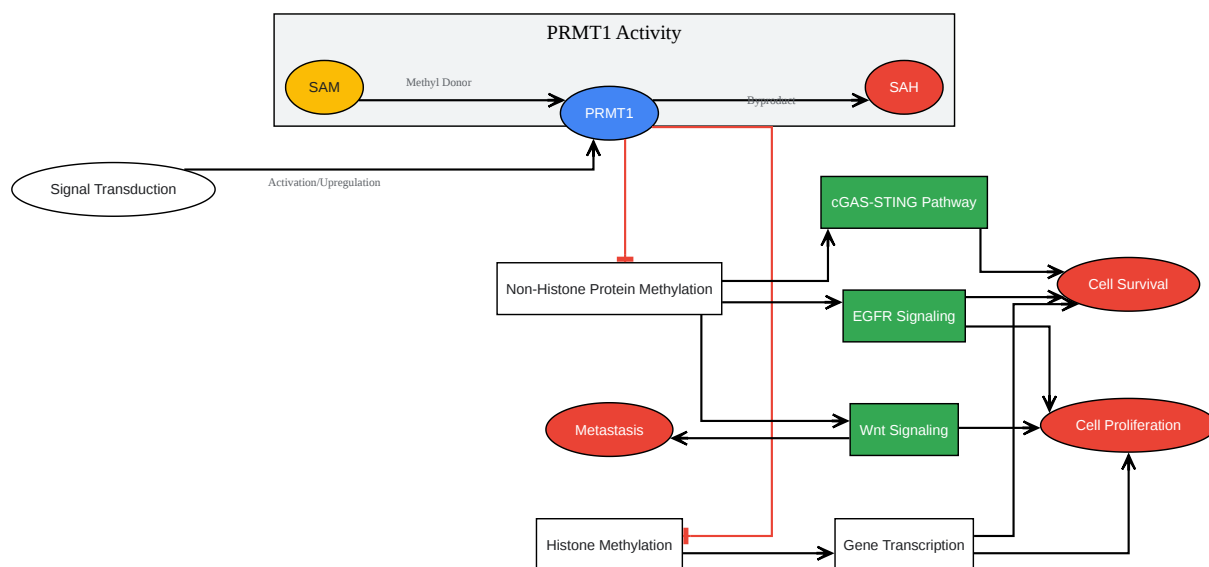 PRMT1 Activity
SAM
Methyl Donor
PRMT1
Byproduct
SAH
Signal Transduction
Activation/Upregulation
cGAS-STING Pathway
Non-Histone Protein Methylation
Cell Survival
EGFR Signaling
Metastasis
Wnt Signaling
Cell Proliferation
Histone Methylation
Gene Transcription